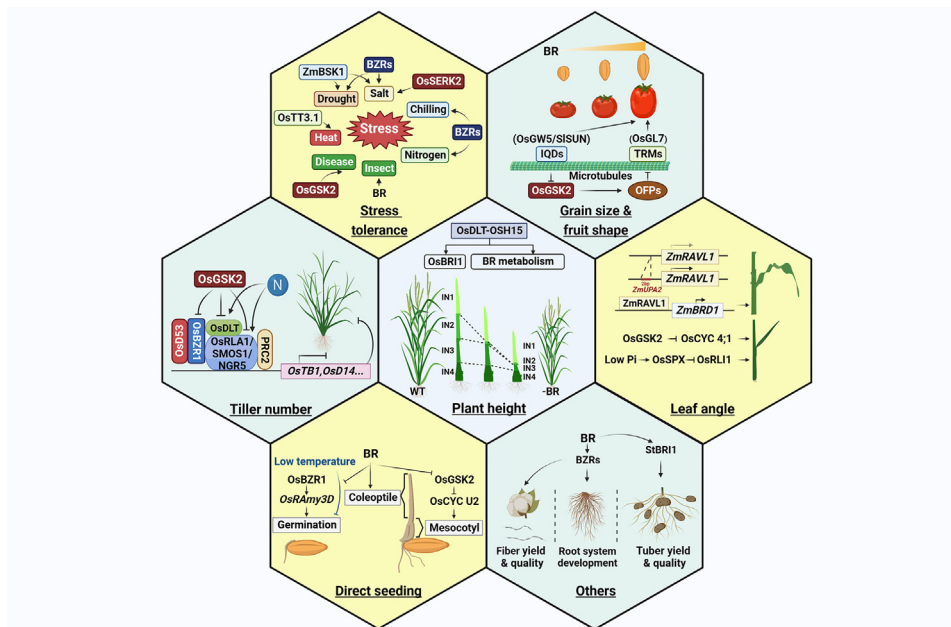 ZmBSK1
BZRs
OsSERK2
Drought
Salt
OsTT3.1
Stress
Chilling
Heat
BZRs
Disease
Insect
Nitrogen
OsGSK2
BR
Stress
tolerance
BR
(OsGW5/SISUN)
(OsGL7)
IQDs
TRMs
Microtubules
OsGSK2
OFPs
Grain size &
fruit shape
OsGSK2
N
OsD53
OsBZR1
OsDLT
OsRLA1/
SMOS1/
NGR5
PRC2
OsTB1,OsD14...
Tiller number
OsDLT-OSH15
OsBRI1
BR metabolism
IN1
IN2
IN3
IN4
IN1
IN2
IN3
IN4
WT
-BR
Plant height
ZmRAVL1
ZmRAVL1
ZmUPA2
ZmRAVL1
ZmBRD1
OsGSK2
OsCYC 4;1
Low Pi
OsSPX
OsRLI1
Leaf angle
Low temperature
BR
OsBZR1
OsRAmy3D
Germination
Coleoptile
OsGSK2
OsCYC U2
Mesocotyl
Direct seeding
BR
BZRs
StBRI1
Fiber yield
& quality
Root system
development
Tuber yield
& quality
Others